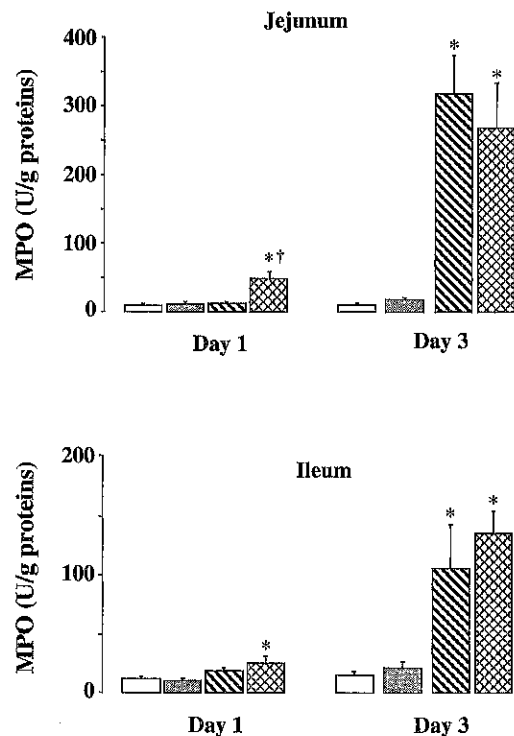 Jejunum
MPO (U/g proteins)
400
300
200
100
0
*†
*
*
Day 1
Day 3
Ileum
MPO (U/g proteins)
200
100
0
*
*
*
Day 1
Day 3